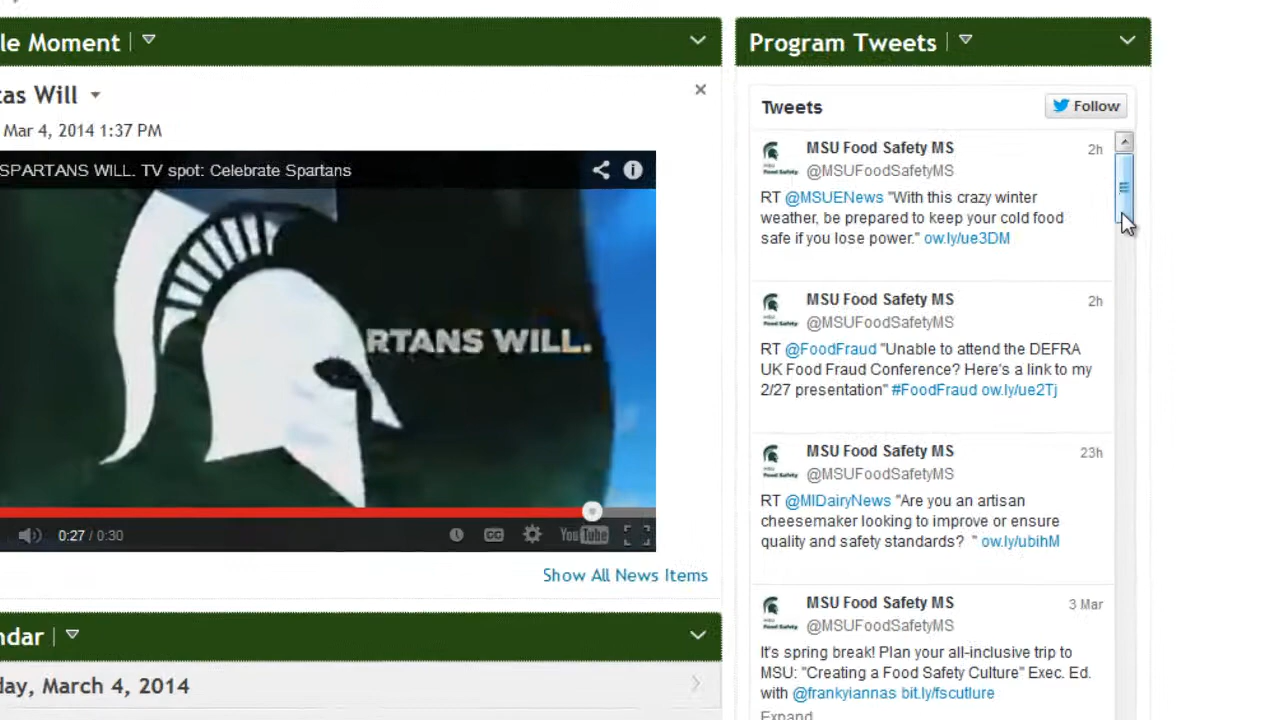 le Moment
as Will
Mar 4, 2014 1:37 PM
SPARTANS WILL. TV spot: Celebrate Spartans
RTANS WILL.
0:27 / 0:30
CC
YouTube
Show All News Items
ndar
day, March 4, 2014
Program Tweets
Tweets
Follow
MSU Food Safety MS 2h
@MSUFoodSafetyMS
RT @MSUENews "With this crazy winter
weather, be prepared to keep your cold food
safe if you lose power." ow.ly/ue3DM
MSU Food Safety MS 2h
@MSUFoodSafetyMS
RT @FoodFraud "Unable to attend the DEFRA
UK Food Fraud Conference? Here's a link to my
2/27 presentation" #FoodFraud ow.ly/ue2Tj
MSU Food Safety MS 23h
@MSUFoodSafetyMS
RT @MIDairyNews "Are you an artisan
cheesemaker looking to improve or ensure
quality and safety standards? " ow.ly/ubihM
MSU Food Safety MS 3 Mar
@MSUFoodSafetyMS
It's spring break! Plan your all-inclusive trip to
MSU: "Creating a Food Safety Culture" Exec. Ed.
with @frankyiannas bit.ly/fscutlure
Expand